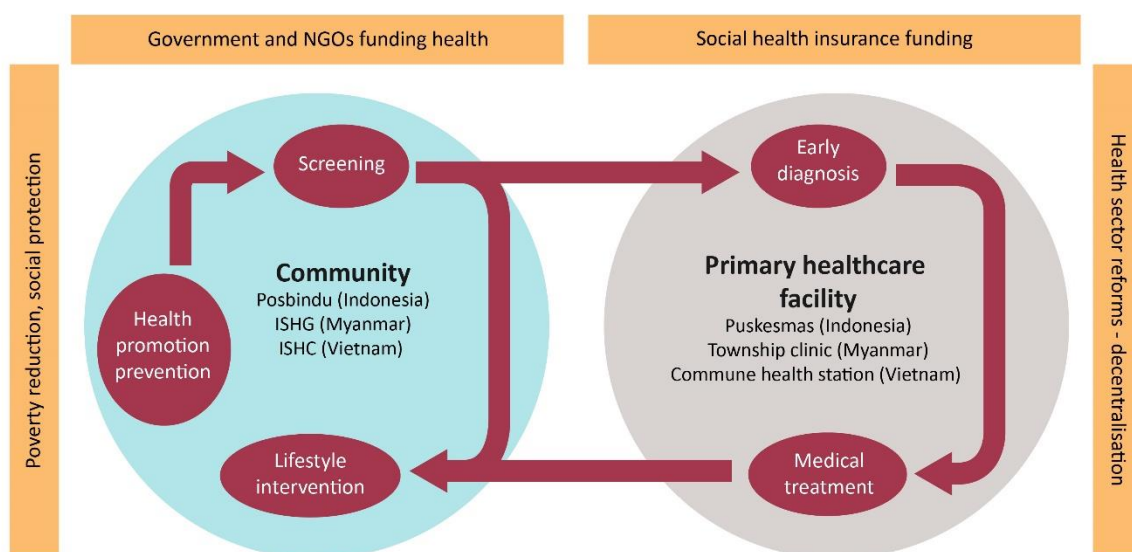 Government and NGOs funding health
Social health insurance funding
Poverty reduction, social protection
Screening
Health
promotion
prevention
Community
Posbindu (Indonesia)
ISHG (Myanmar)
ISHC (Vietnam)
Lifestyle
intervention
Early
diagnosis
Primary healthcare
facility
Puskesmas (Indonesia)
Township clinic (Myanmar)
Commune health station (Vietnam)
Medical
treatment
Health sector reforms - decentralisation